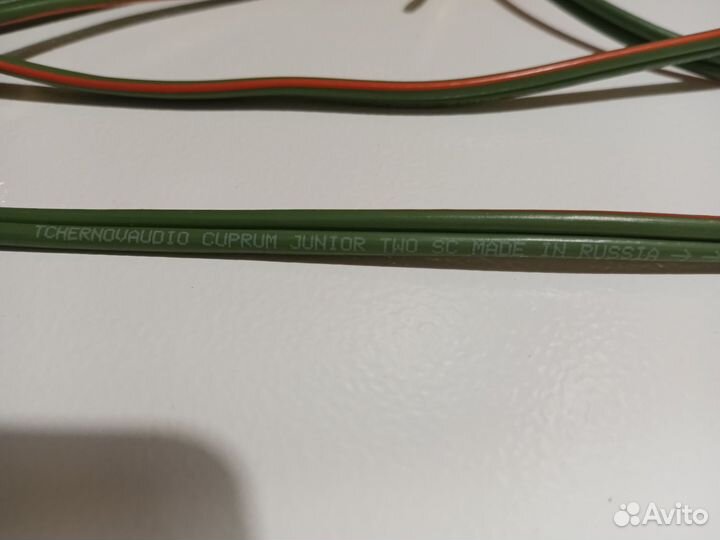 TCHERNOVAUDIO CUPRUM JUNIOR TWO SC MADE IN RUSSIA → →
Avito